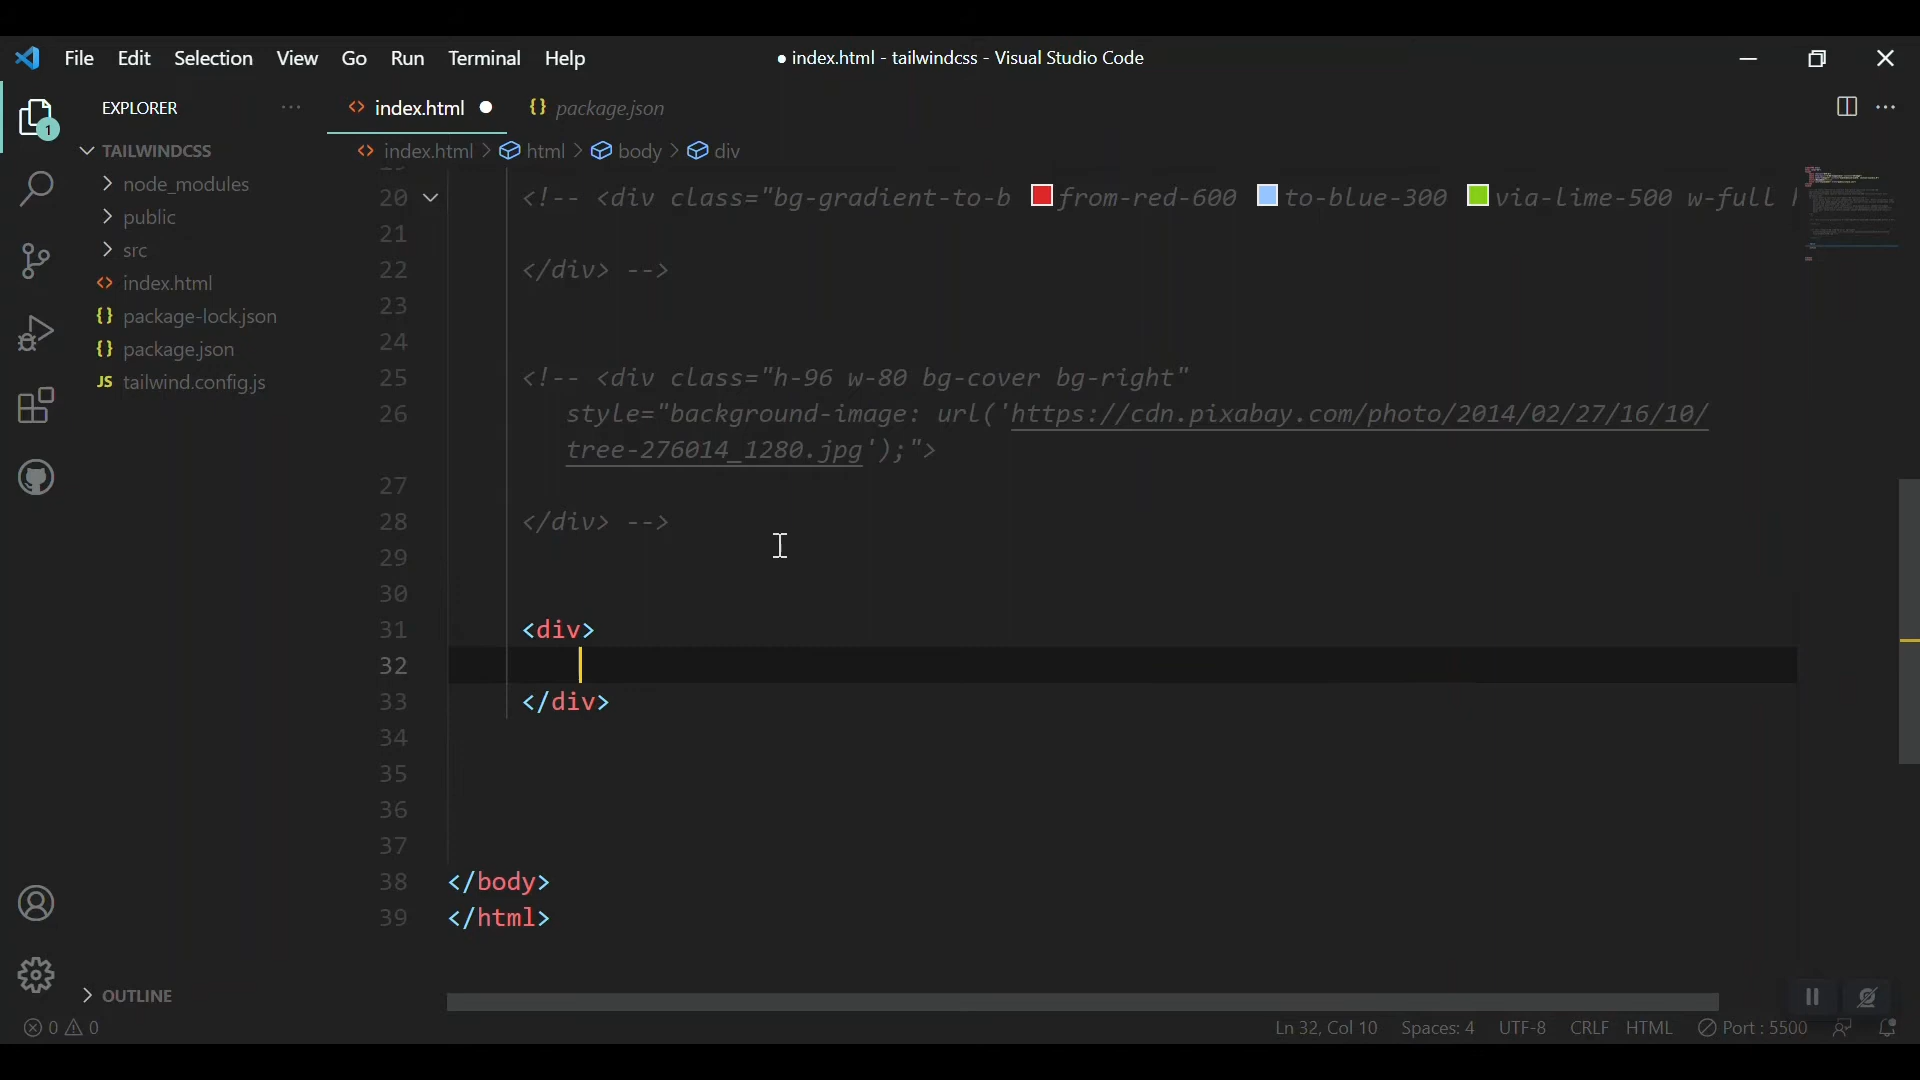 File Edit Selection View Go Run Terminal Help
● index.html - tailwindcss - Visual Studio Code
EXPLORER ···
<> index.html ● {} package.json
<> index.html > html > body > div
1
TAILWINDCSS
node_modules
public
src
<> index.html
{} package-lock.json
{} package.json
JS tailwind.config.js
20 <!-- <div class="bg-gradient-to-b from-red-600 to-blue-300 via-lime-500 w-full
21
22 </div> -->
23
24
25 <!-- <div class="h-96 w-80 bg-cover bg-right"
26 style="background-image: url('https://cdn.pixabay.com/photo/2014/02/27/16/10/
tree-276014_1280.jpg');">
27
28 </div> -->
29
30
31 <div>
32
33 </div>
34
35
36
37
38 </body>
39 </html>
OUTLINE
0 0
Ln 32, Col 10 Spaces: 4 UTF-8 CRLF HTML Port : 5500